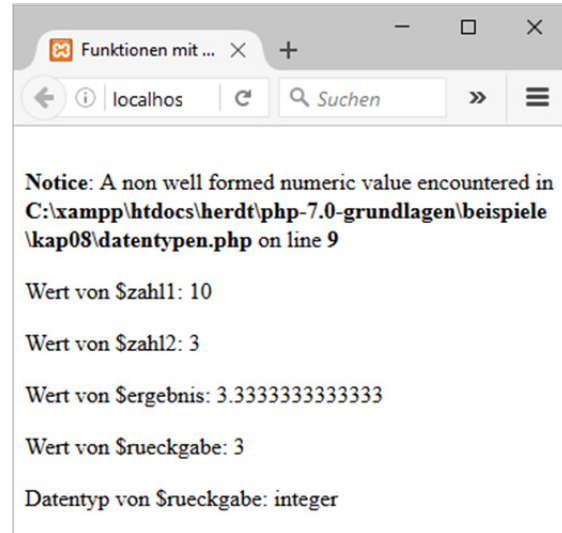 Funktionen mit ...
localhos
Suchen
Notice: A non well formed numeric value encountered in
C:\xampp\htdocs\herdt\php-7.0-grundlagen\beispiele
\kap08\datentypen.php on line 9
Wert von $zahl1: 10
Wert von $zahl2: 3
Wert von $ergebnis: 3.3333333333333
Wert von $rueckgabe: 3
Datentyp von $rueckgabe: integer